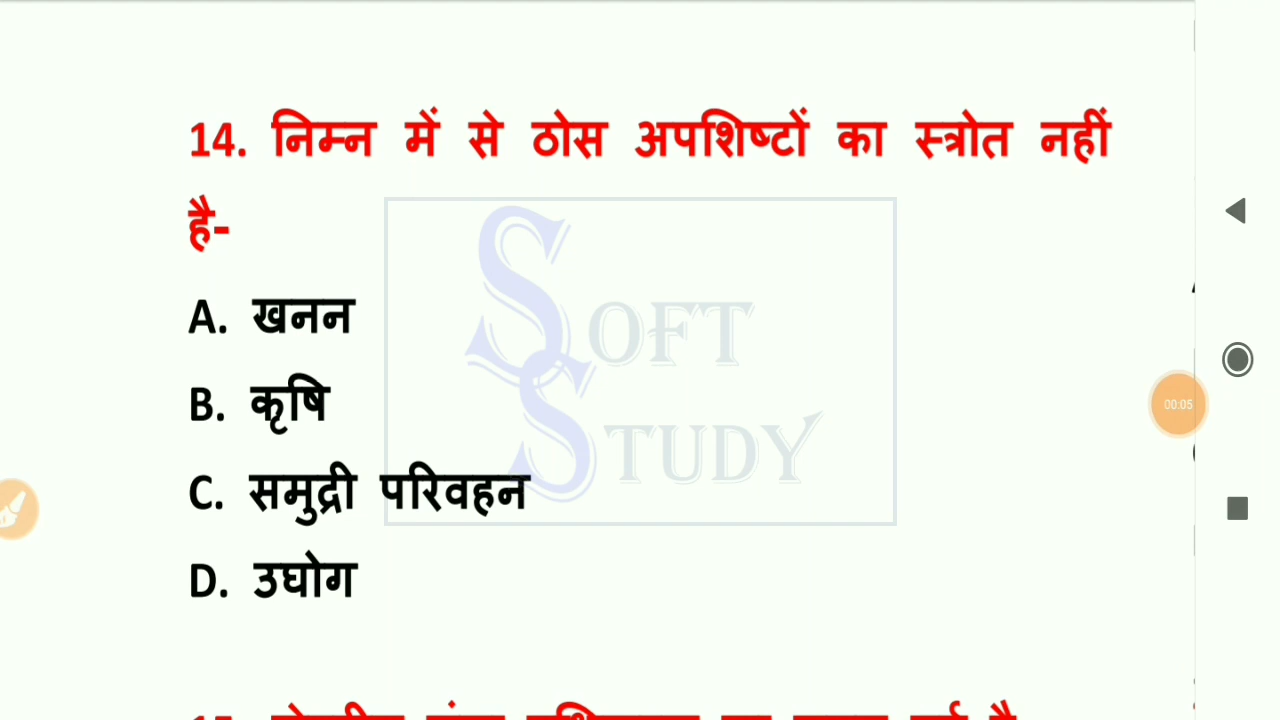 14. निम्न में से ठोस अपशिष्टों का स्त्रोत नहीं
है-
A. खनन
B. कृषि
C. समुद्री परिवहन
D. उघोग
SOFT
STUDY
00:05